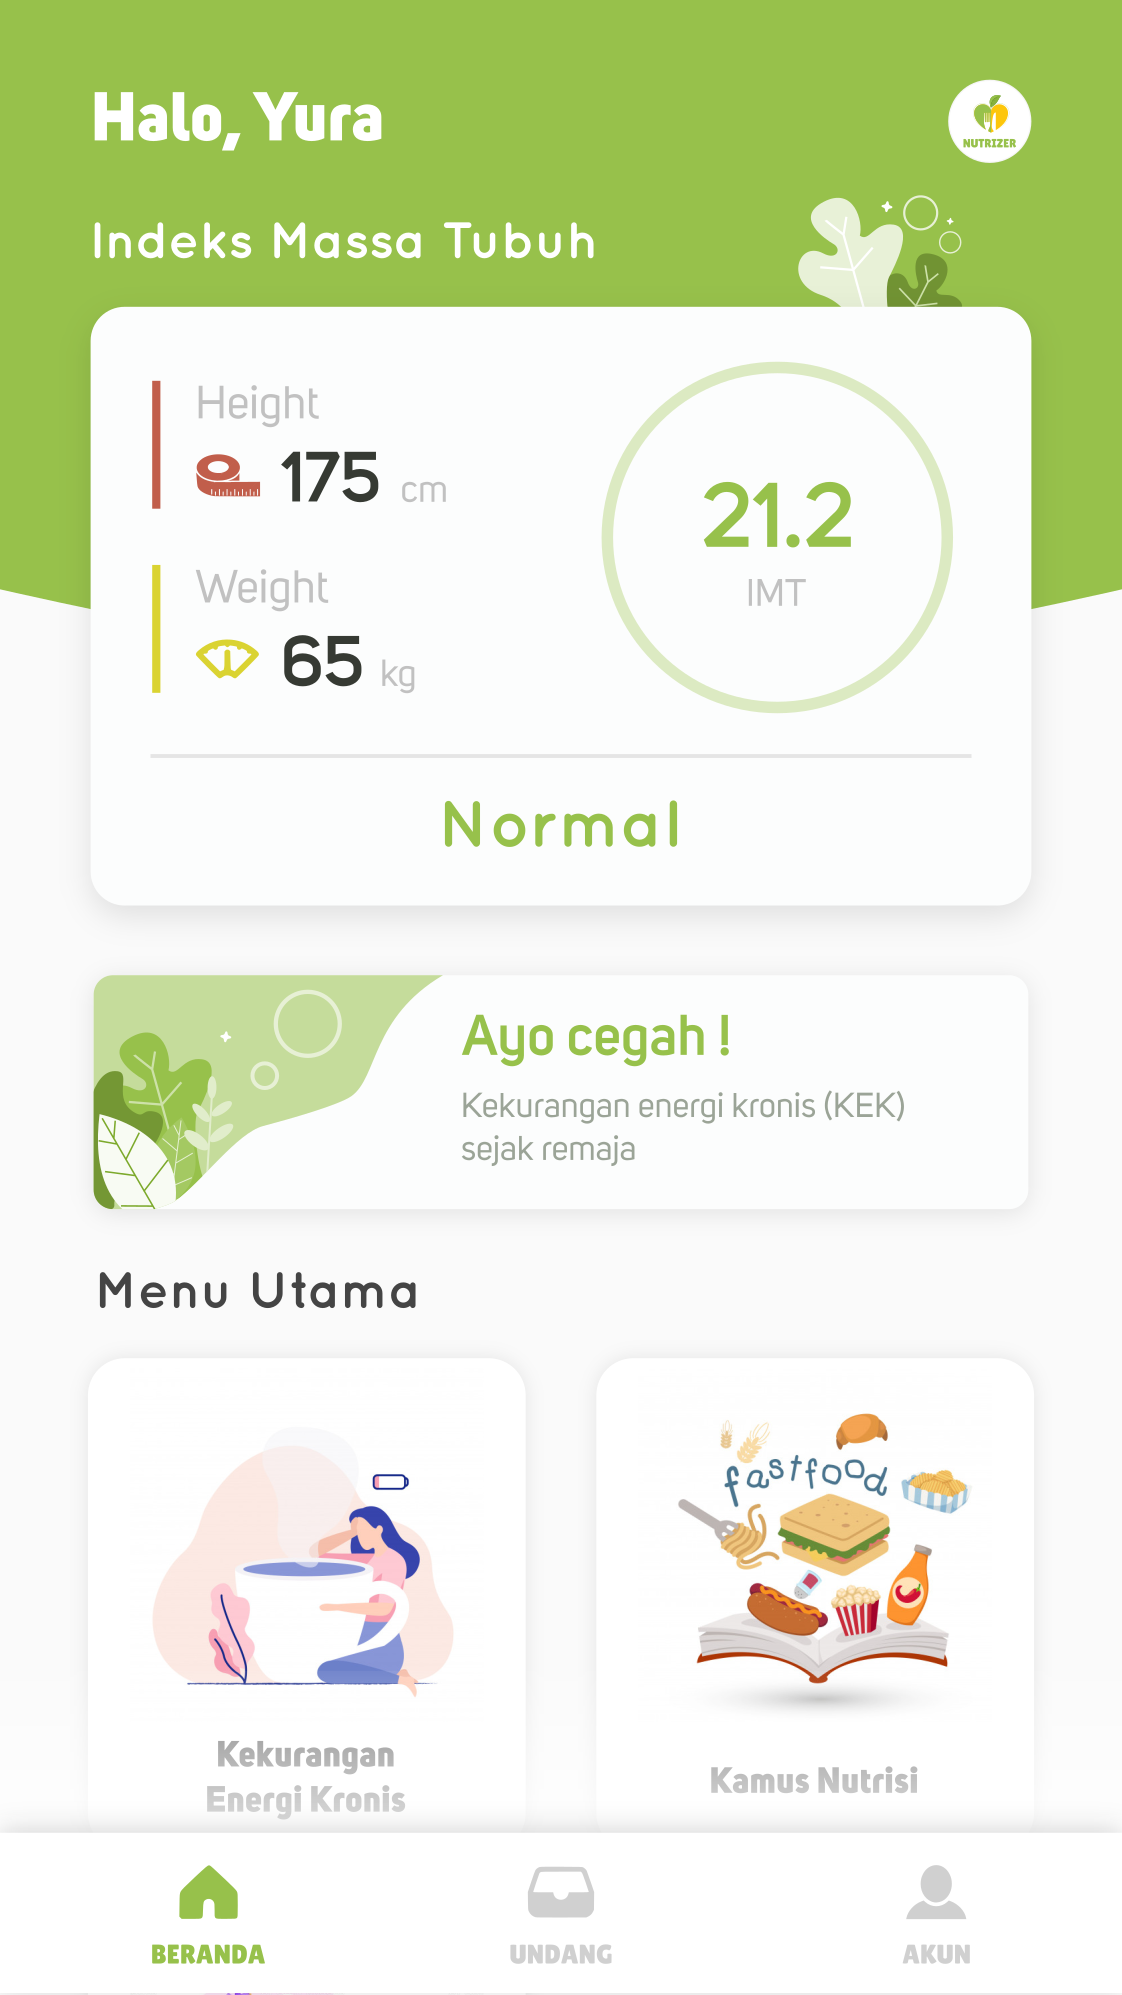 Halo, Yura
NUTRIZER
Indeks Massa Tubuh
Height
175 cm
Weight
65 kg
21.2
IMT
Normal
Ayo cegah !
Kekurangan energi kronis (KEK)
sejak remaja
Menu Utama
fastfood
Kekurangan
Energi Kronis
Kamus Nutrisi
BERANDA
UNDANG
AKUN